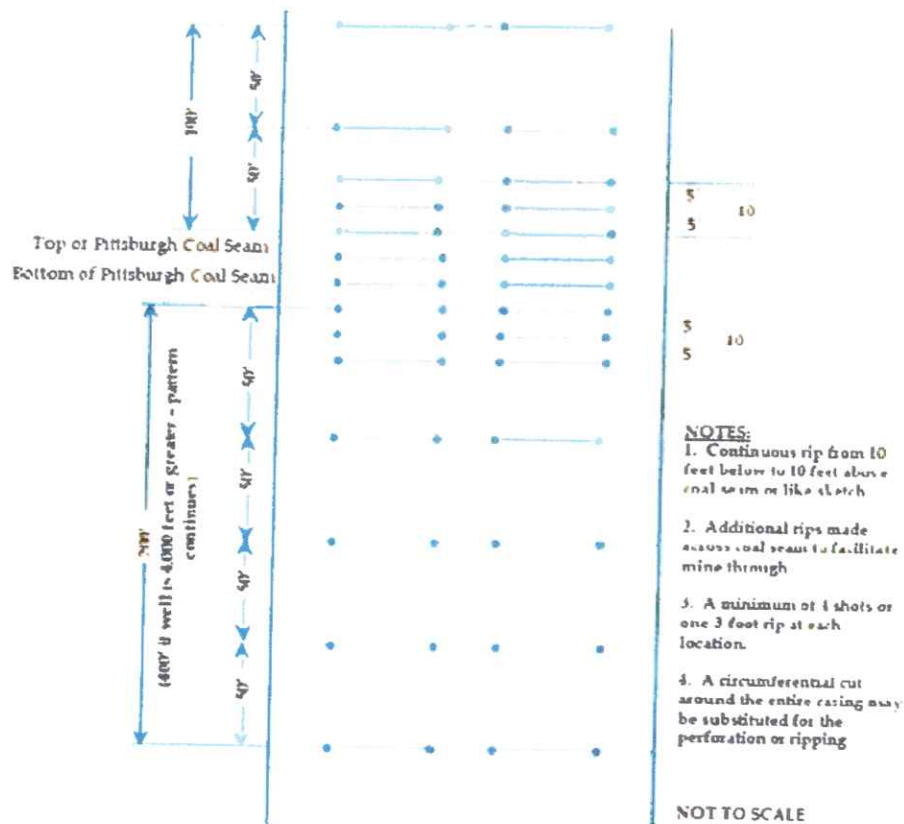 50'
100'
50'
Top of Pittsburgh Coal Seam
Bottom of Pittsburgh Coal Seam
5
10
5
5
10
5
50'
50'
50'
50'
200'
(400' if well is 4,000 feet or greater - pattern
continues)
NOTES:
1. Continuous rip from 10
feet below to 10 feet above
coal seam or like sketch
2. Additional rips made
across coal seam to facilitate
mine through
3. A minimum of 4 shots or
one 3 foot rip at each
location.
4. A circumferential cut
around the entire casing may
be substituted for the
perforation or ripping
NOT TO SCALE